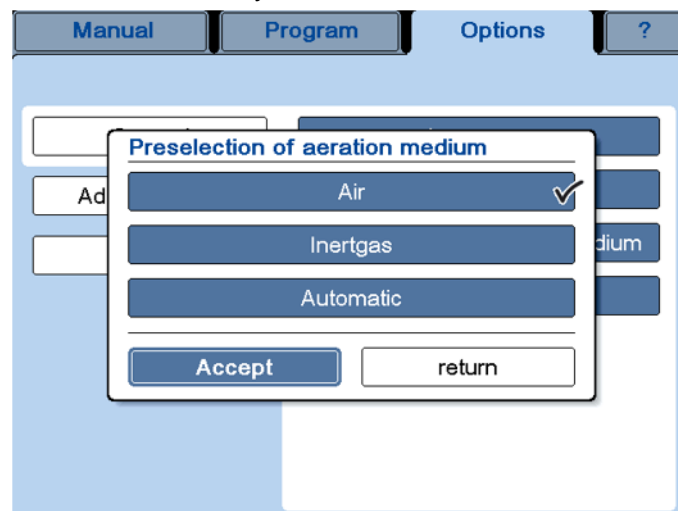 Manual
Program
Options
?
Preselection of aeration medium
Air
Ad
Inertgas
dium
Automatic
Accept
return